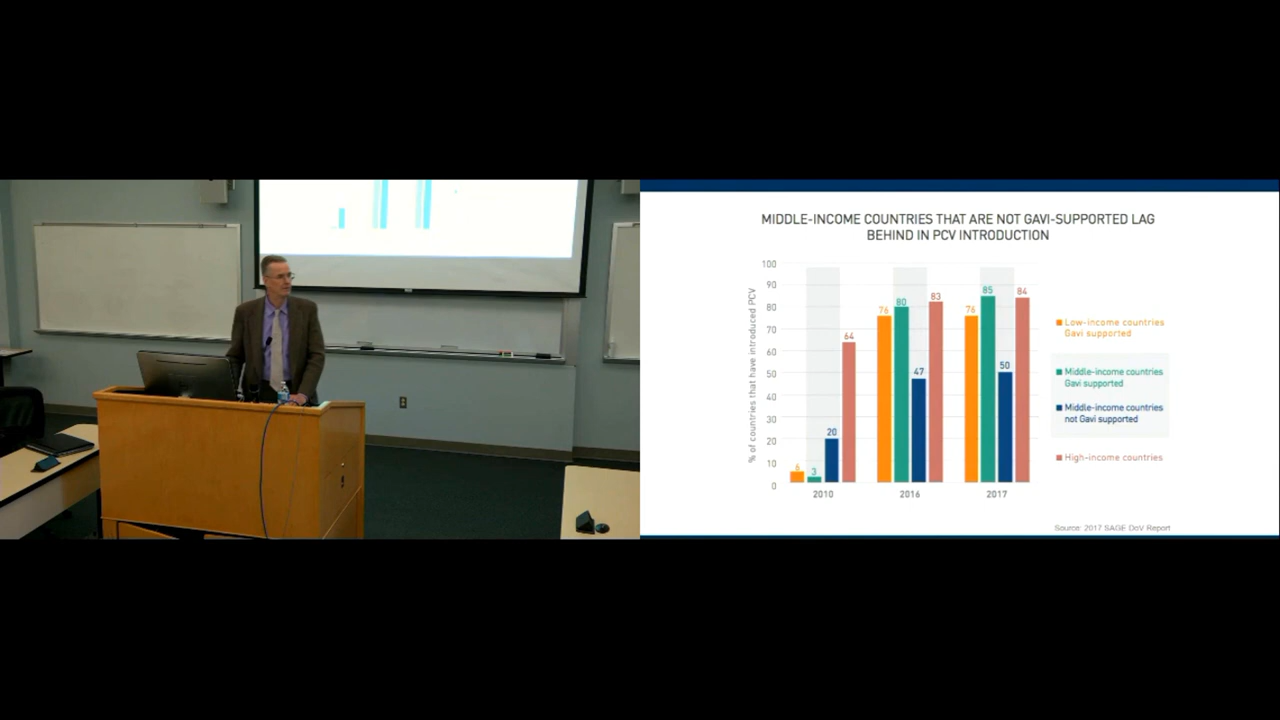 MIDDLE-INCOME COUNTRIES THAT ARE NOT GAVI-SUPPORTED LAG
BEHIND IN PCV INTRODUCTION
% of countries that have introduced PCV
100
90
80
70
60
50
40
30
20
10
0
6
3
20
64
76
80
47
83
76
85
50
84
2010
2016
2017
Low-income countries
Gavi supported
Middle-income countries
Gavi supported
Middle-income countries
not Gavi supported
High-income countries
Source: 2017 SAGE DoV Report